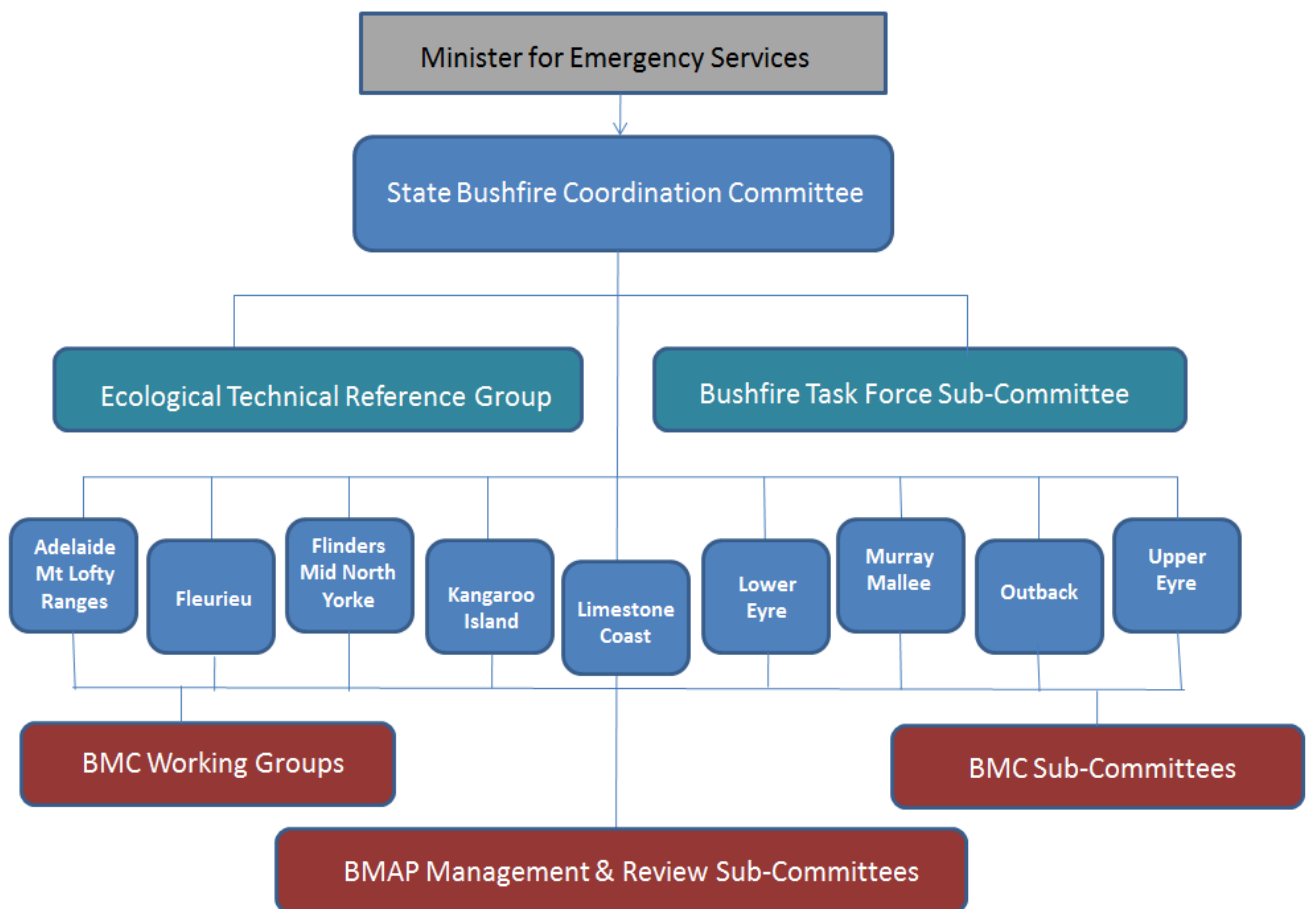 Minister for Emergency Services
State Bushfire Coordination Committee
Ecological Technical Reference Group
Bushfire Task Force Sub-Committee
Adelaide
Mt Lofty
Ranges
Fleurieu
Flinders
Mid North
Yorke
Kangaroo
Island
Limestone
Coast
Lower
Eyre
Murray
Mallee
Outback
Upper
Eyre
BMC Working Groups
BMC Sub-Committees
BMAP Management & Review Sub-Committees